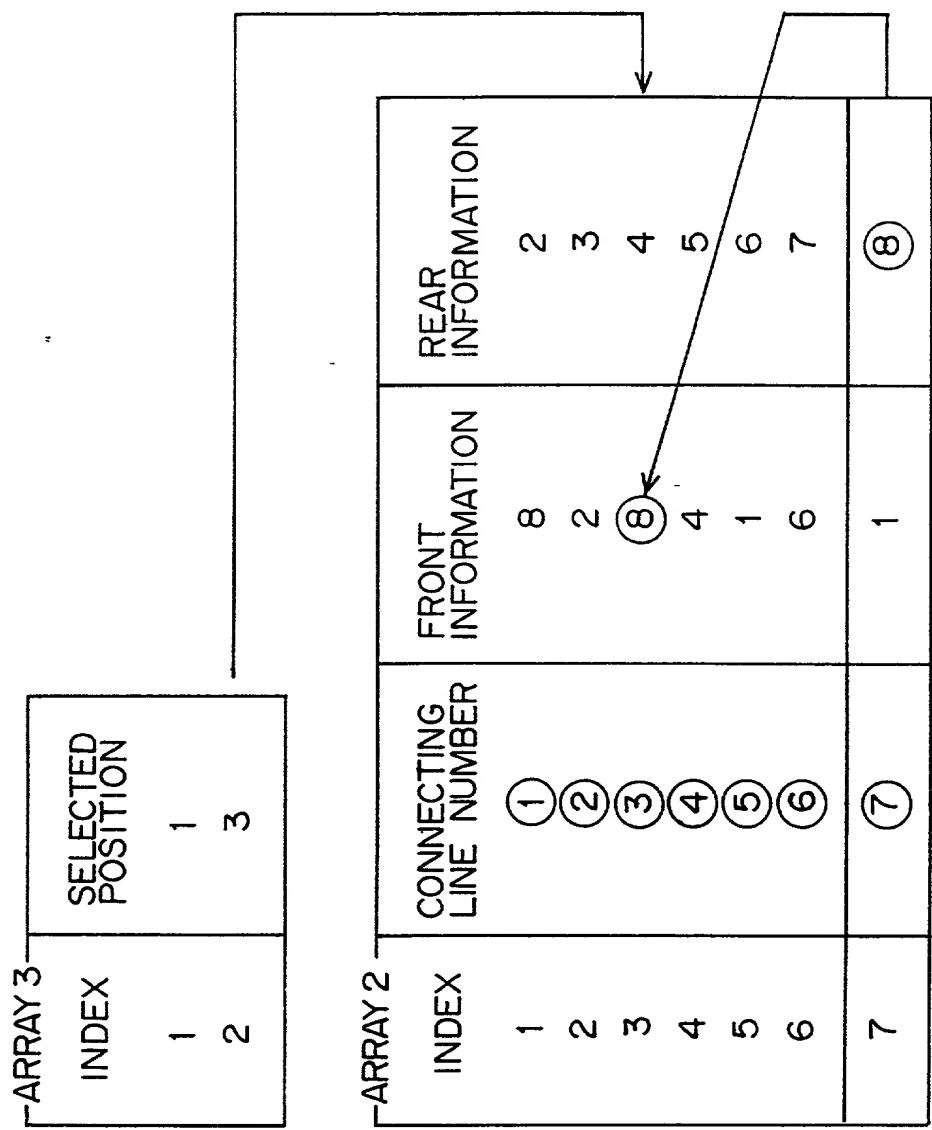 ARRAY 3
INDEX SELECTED POSITION
1 1
2 3
ARRAY 2
INDEX CONNECTING LINE NUMBER FRONT INFORMATION REAR INFORMATION
1 ① 8 2
2 ② 2 3
3 ③ ⑧ 4
4 ④ 4 5
5 ⑤ 1 6
6 ⑥ 6 7
7 ⑦ 1 ⑧